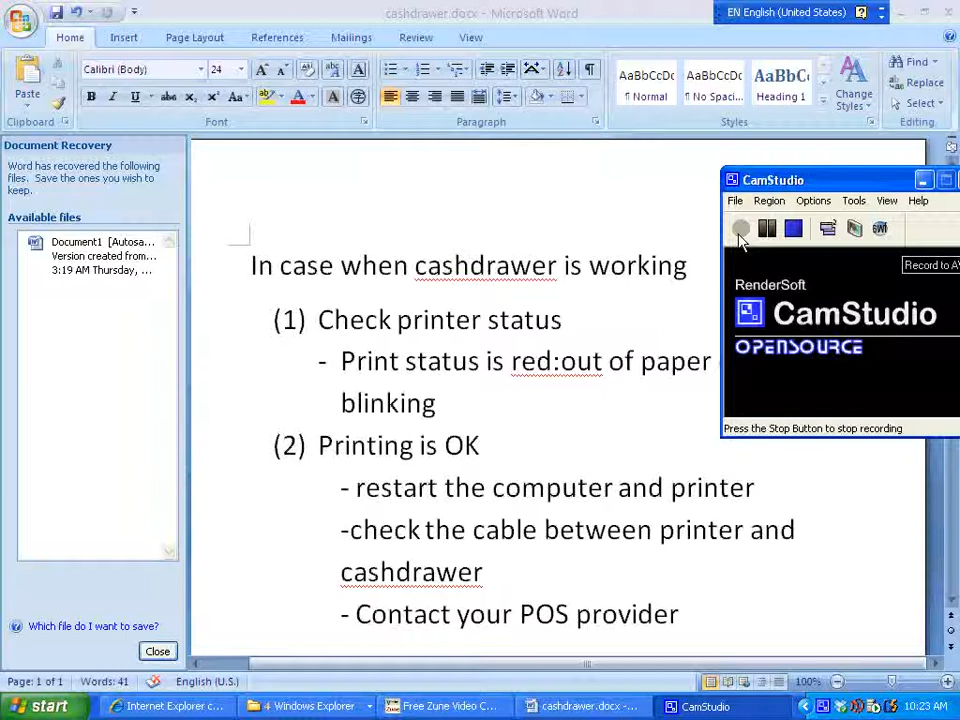 cashdrawer.docx - Microsoft Word
EN English (United States)
Home Insert Page Layout References Mailings Review View
Paste
Clipboard
Calibri (Body) 24
Font
Paragraph
AaBbCcDc AaBbCcDc AaBbCc
¶ Normal ¶ No Spaci... Heading 1
Change
Styles
Styles
Find
Replace
Select
Editing
Document Recovery
Word has recovered the following
files. Save the ones you wish to
keep.
Available files
Document1 [Autosa...
Version created from...
3:19 AM Thursday, ...
Which file do I want to save?
Close
In case when cashdrawer is working
(1) Check printer status
- Print status is red:out of paper
blinking
(2) Printing is OK
- restart the computer and printer
-check the cable between printer and
cashdrawer
- Contact your POS provider
CamStudio
File Region Options Tools View Help
Record to AV
RenderSoft
CamStudio
OPENSOURCE
Press the Stop Button to stop recording
Page: 1 of 1 Words: 41 English (U.S.) 100%
start Internet Explorer c... 4 Windows Explorer Free Zune Video C... cashdrawer.docx -... CamStudio 10:23 AM